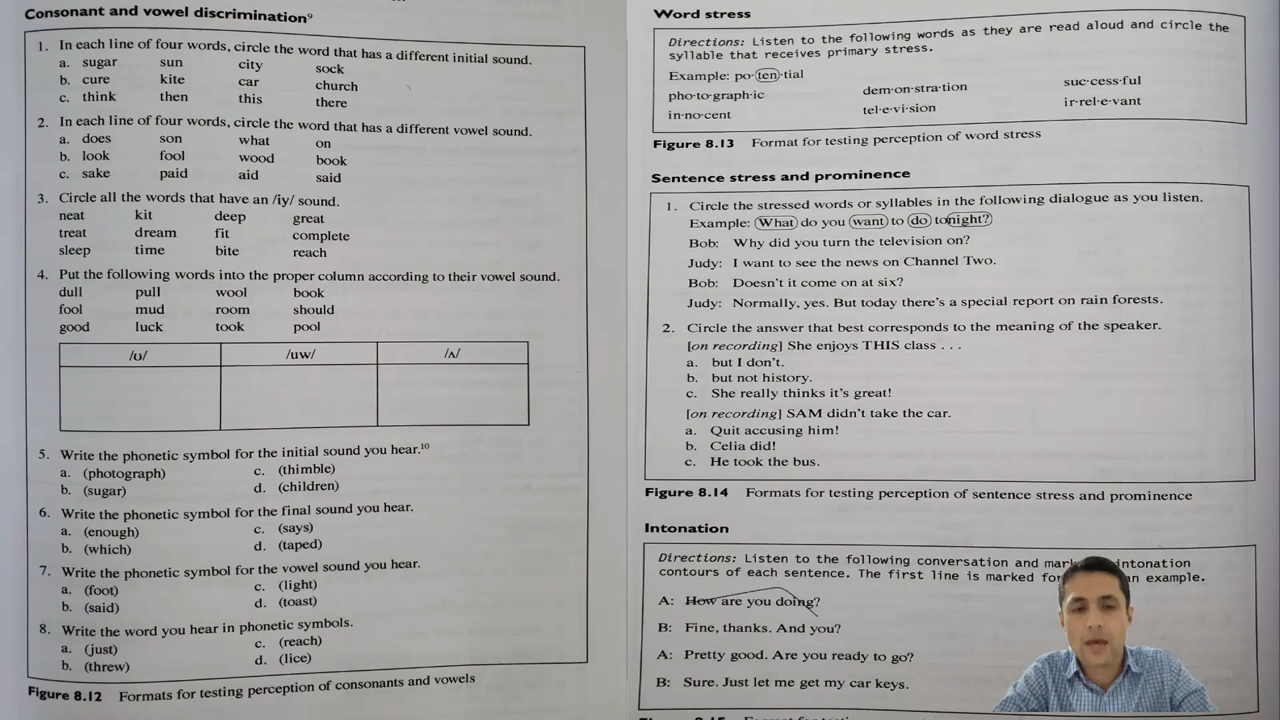 Consonant and vowel discrimination⁹
1. In each line of four words, circle the word that has a different initial sound.
a. sugar sun city sock
b. cure kite car church
c. think then this there
2. In each line of four words, circle the word that has a different vowel sound.
a. does son what on
b. look fool wood book
c. sake paid aid said
3. Circle all the words that have an /iy/ sound.
neat kit deep great
treat dream fit complete
sleep time bite reach
4. Put the following words into the proper column according to their vowel sound.
dull pull wool book
fool mud room should
good luck took pool
/ʊ/ /uw/ /ʌ/
5. Write the phonetic symbol for the initial sound you hear.¹⁰
a. (photograph) c. (thimble)
b. (sugar) d. (children)
6. Write the phonetic symbol for the final sound you hear.
a. (enough) c. (says)
b. (which) d. (taped)
7. Write the phonetic symbol for the vowel sound you hear.
a. (foot) c. (light)
b. (said) d. (toast)
8. Write the word you hear in phonetic symbols.
a. (just) c. (reach)
b. (threw) d. (lice)
Figure 8.12 Formats for testing perception of consonants and vowels
Word stress
Directions: Listen to the following words as they are read aloud and circle the
syllable that receives primary stress.
Example: po·ten·tial
pho·to·graph·ic dem·on·stra·tion suc·cess·ful
in·no·cent tel·e·vi·sion ir·rel·e·vant
Figure 8.13 Format for testing perception of word stress
Sentence stress and prominence
1. Circle the stressed words or syllables in the following dialogue as you listen.
Example: What do you want to do tonight?
Bob: Why did you turn the television on?
Judy: I want to see the news on Channel Two.
Bob: Doesn't it come on at six?
Judy: Normally, yes. But today there's a special report on rain forests.
2. Circle the answer that best corresponds to the meaning of the speaker.
[on recording] She enjoys THIS class . . .
a. but I don't.
b. but not history.
c. She really thinks it's great!
[on recording] SAM didn't take the car.
a. Quit accusing him!
b. Celia did!
c. He took the bus.
Figure 8.14 Formats for testing perception of sentence stress and prominence
Intonation
Directions: Listen to the following conversation and mark intonation
contours of each sentence. The first line is marked for an example.
A: How are you doing?
B: Fine, thanks. And you?
A: Pretty good. Are you ready to go?
B: Sure. Just let me get my car keys.